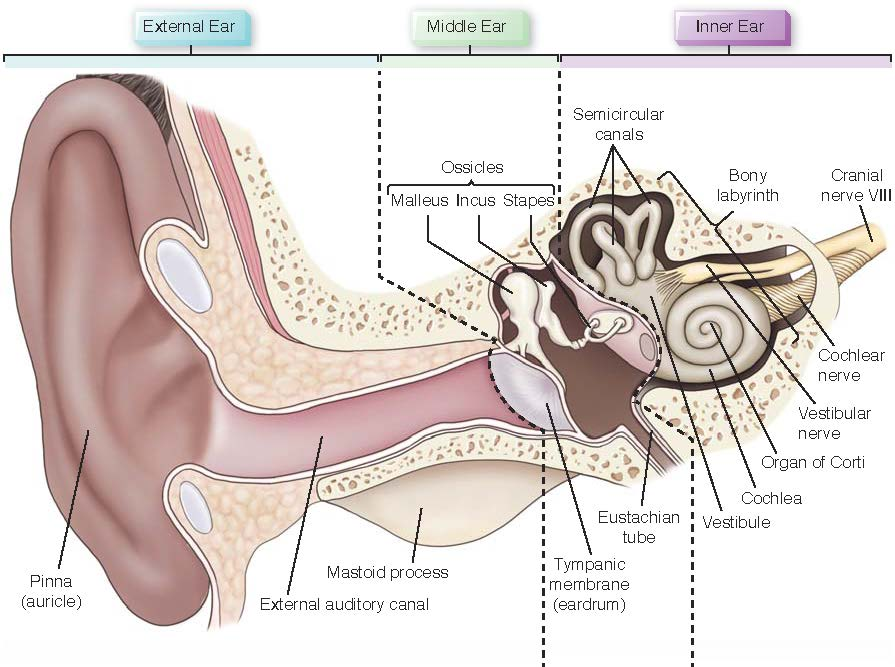 External Ear
Middle Ear
Inner Ear
Semicircular
canals
Ossicles
Malleus Incus Stapes
Bony
labyrinth
Cranial
nerve VIII
Cochlear
nerve
Vestibular
nerve
Organ of Corti
Cochlea
Vestibule
Eustachian
tube
Tympanic
membrane
(eardrum)
Mastoid process
External auditory canal
Pinna
(auricle)